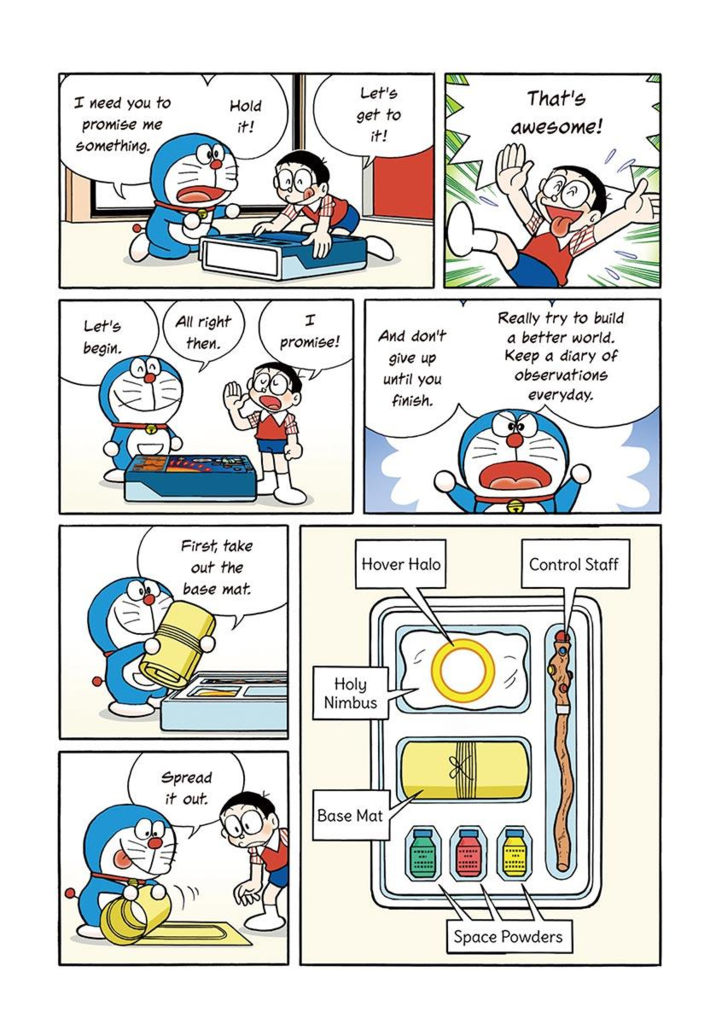 That's
awesome!
Let's
get to
it!
Hold
it!
I need you to
promise me
something.
Really try to build
a better world.
Keep a diary of
observations
everyday.
And don't
give up
until you
finish.
I
promise!
All right
then.
Let's
begin.
Hover Halo
Control Staff
Holy
Nimbus
Base Mat
Space Powders
First, take
out the
base mat.
Spread
it out.